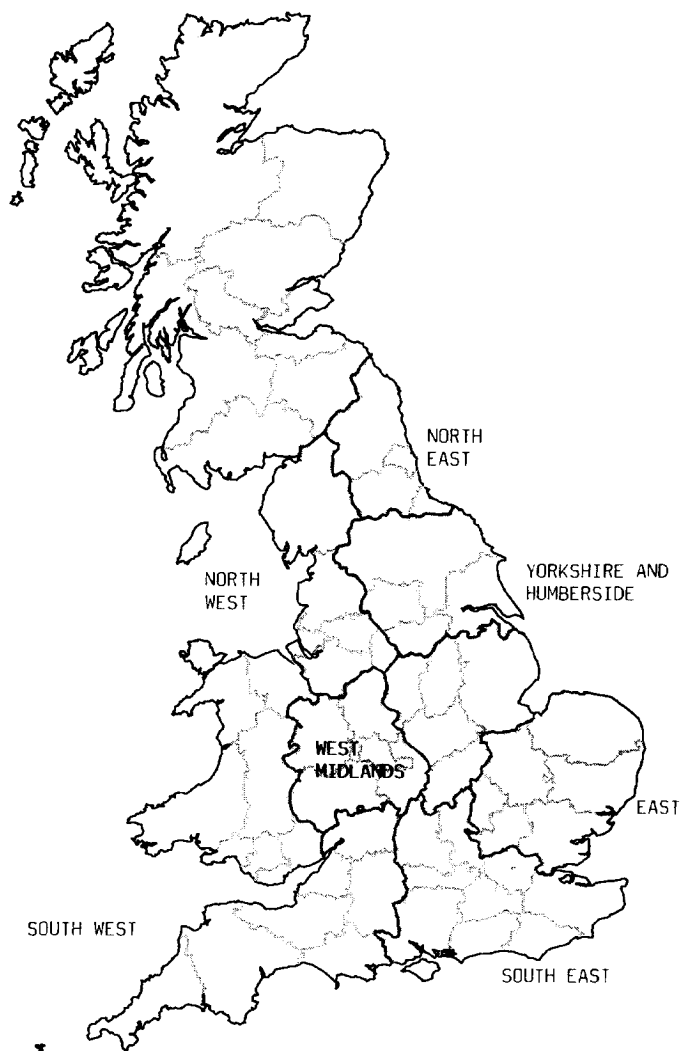 NORTH
EAST
NORTH
WEST
YORKSHIRE AND
HUMBERSIDE
WEST
MIDLANDS
EAST
SOUTH WEST
SOUTH EAST